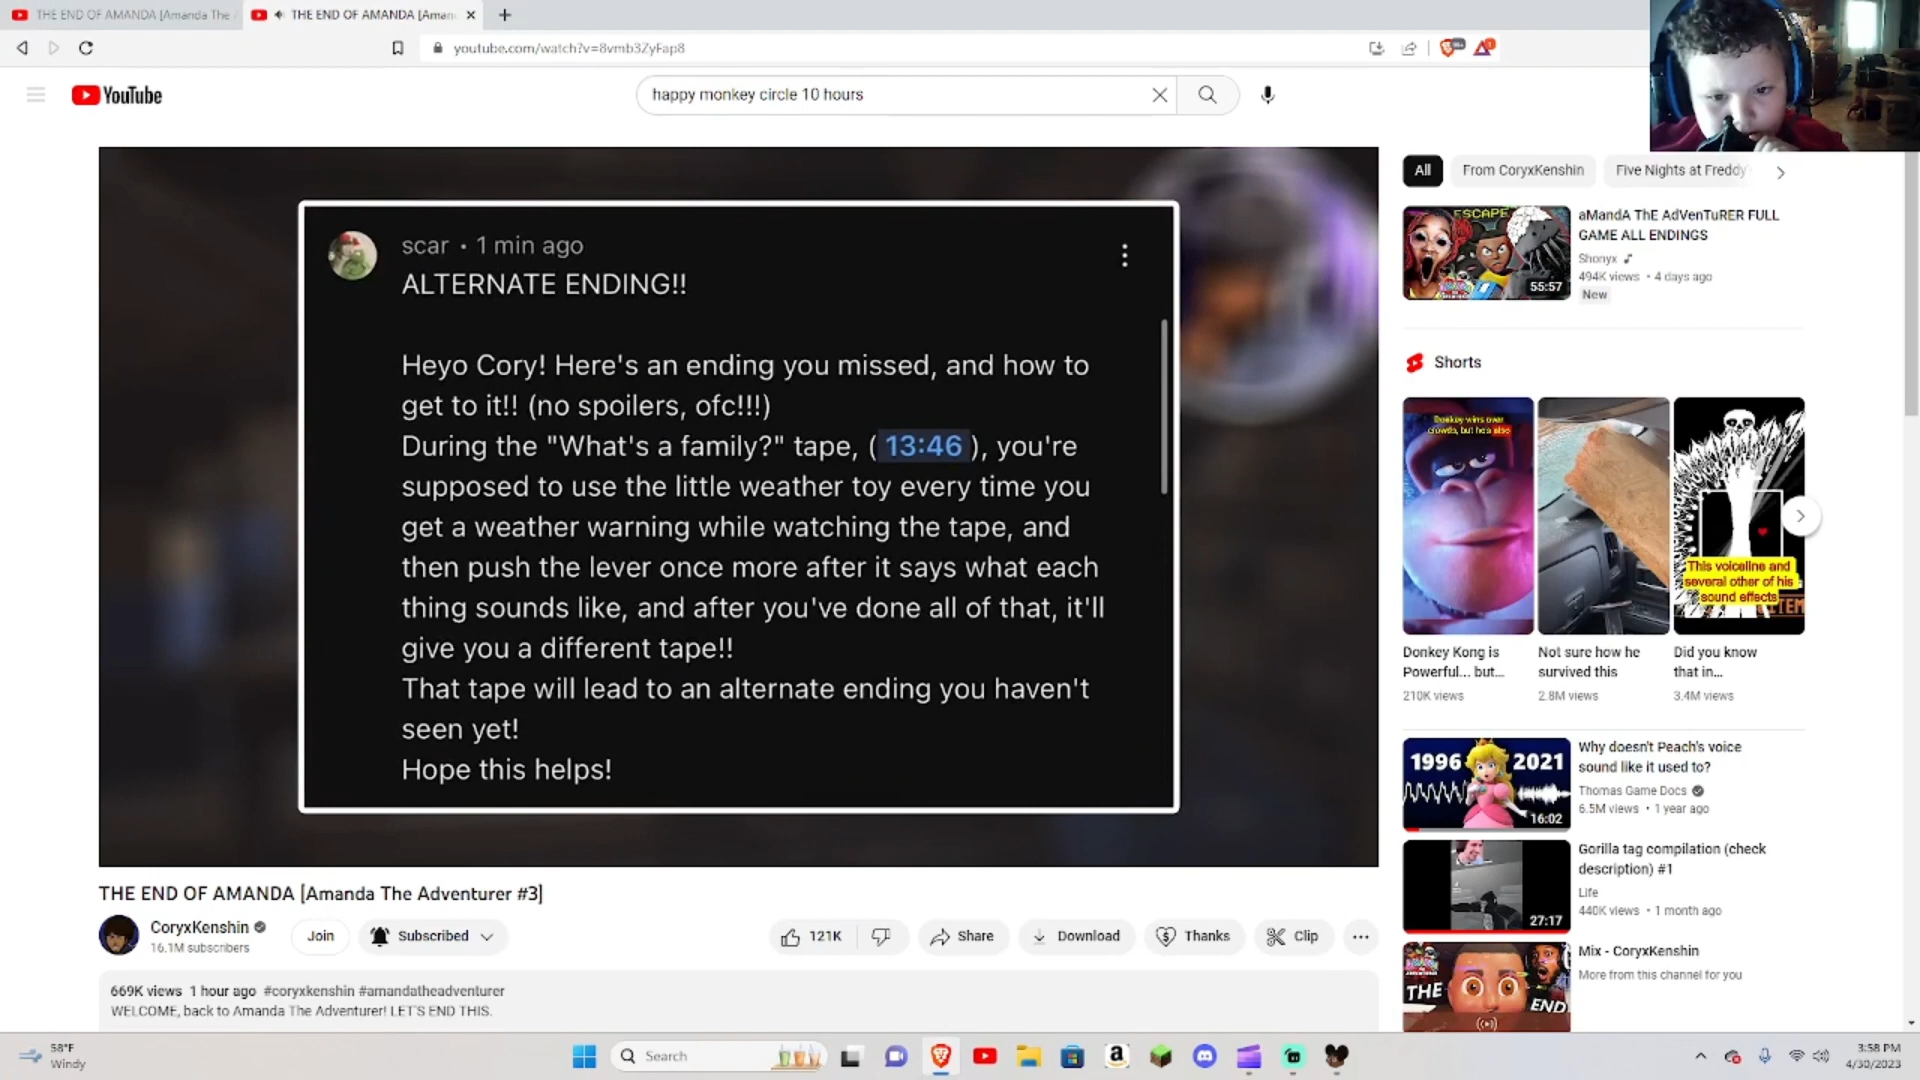 THE END OF AMANDA [Amanda The
THE END OF AMANDA [Aman
youtube.com/watch?v=8vmb3ZyFap8
YouTube
happy monkey circle 10 hours
scar • 1 min ago
ALTERNATE ENDING!!
Heyo Cory! Here's an ending you missed, and how to
get to it!! (no spoilers, ofc!!!)
During the "What's a family?" tape, ( 13:46 ), you're
supposed to use the little weather toy every time you
get a weather warning while watching the tape, and
then push the lever once more after it says what each
thing sounds like, and after you've done all of that, it'll
give you a different tape!!
That tape will lead to an alternate ending you haven't
seen yet!
Hope this helps!
THE END OF AMANDA [Amanda The Adventurer #3]
CoryxKenshin
16.1M subscribers
Join
Subscribed
121K
Share
Download
Thanks
Clip
669K views 1 hour ago #coryxkenshin #amandatheadventurer
WELCOME, back to Amanda The Adventurer! LET'S END THIS.
All
From CoryxKenshin
Five Nights at Freddy
ESCAPE
55:57
aMandA ThE AdVenTuRER FULL
GAME ALL ENDINGS
Shonyx
494K views • 4 days ago
New
Shorts
Donkey wins over
crowds, but he's also
This voiceline and
several other of his
sound effects
ITEM
Donkey Kong is
Powerful... but...
210K views
Not sure how he
survived this
2.8M views
Did you know
that in...
3.4M views
1996
2021
16:02
Why doesn't Peach's voice
sound like it used to?
Thomas Game Docs
6.5M views • 1 year ago
27:17
Gorilla tag compilation (check
description) #1
Life
440K views • 1 month ago
THE
END
Mix - CoryxKenshin
More from this channel for you
58°F
Windy
Search
3:58 PM
4/30/2023